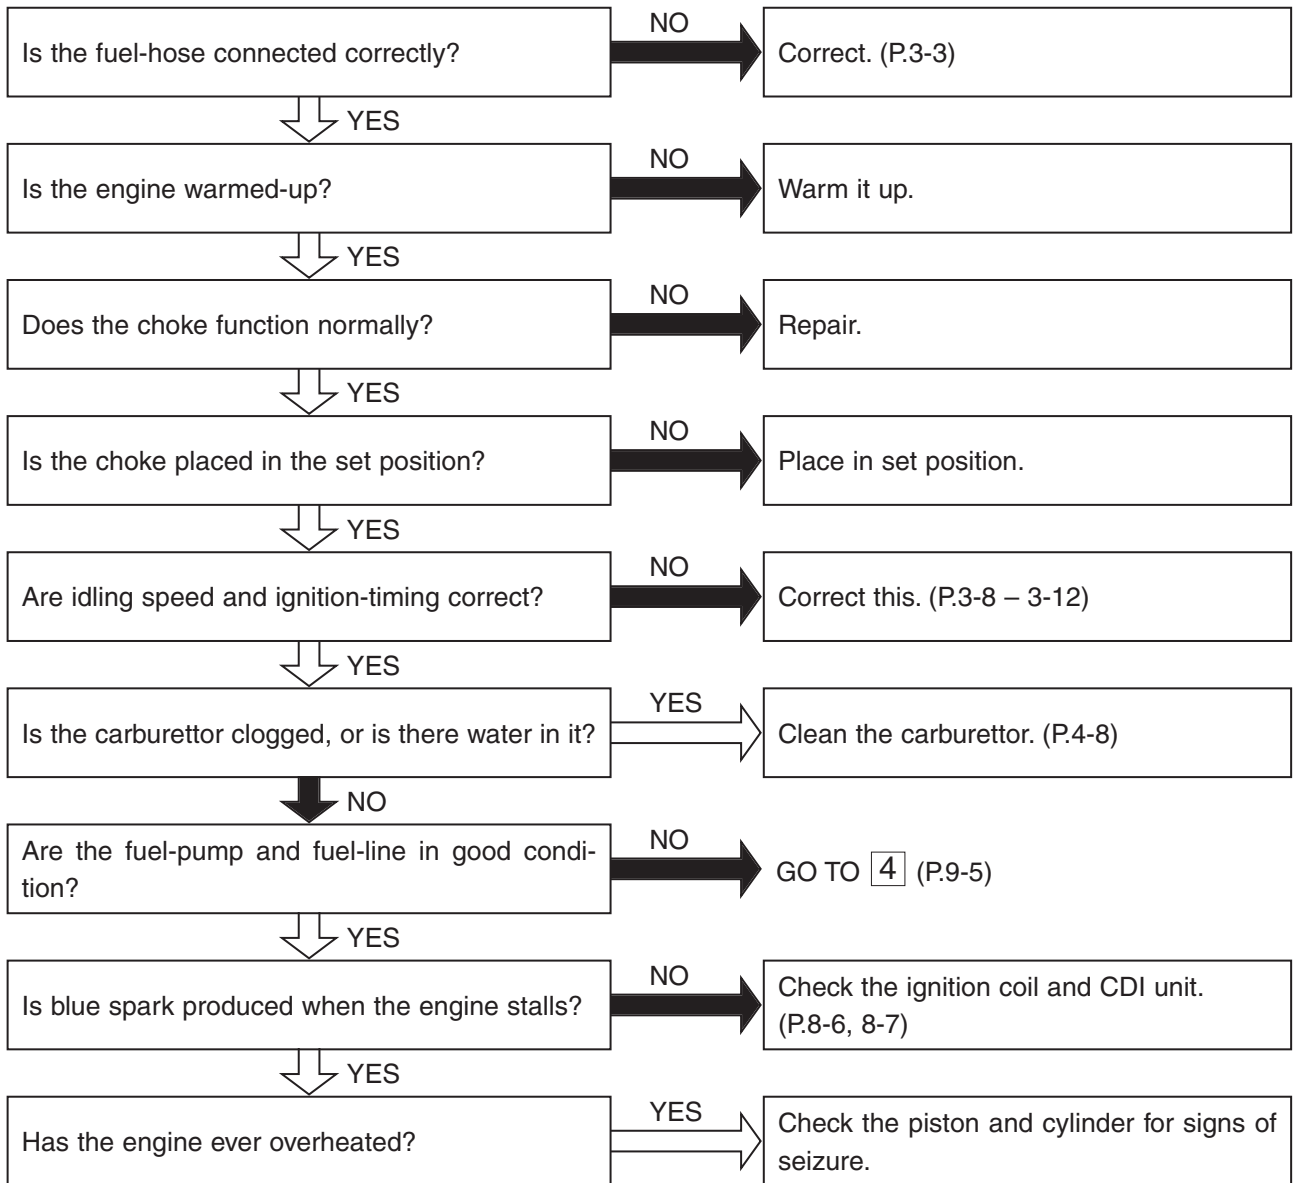 NO
Is the fuel-hose connected correctly?
Correct. (P.3-3)
YES
NO
Is the engine warmed-up?
Warm it up.
YES
NO
Does the choke function normally?
Repair.
YES
NO
Is the choke placed in the set position?
Place in set position.
YES
NO
Are idling speed and ignition-timing correct?
Correct this. (P.3-8 – 3-12)
YES
YES
Is the carburettor clogged, or is there water in it?
Clean the carburettor. (P.4-8)
NO
NO
Are the fuel-pump and fuel-line in good condi-
tion?
GO TO 4 (P.9-5)
YES
NO
Is blue spark produced when the engine stalls?
Check the ignition coil and CDI unit.
(P.8-6, 8-7)
YES
YES
Has the engine ever overheated?
Check the piston and cylinder for signs of
seizure.